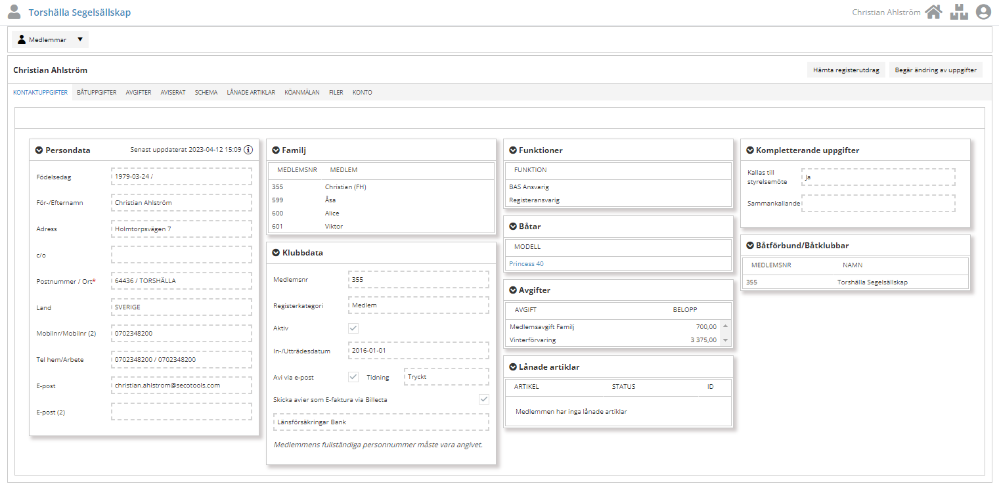 Torshälla Segelsällskap
Christian Ahlström
Medlemmar
Christian Ahlström
Hämta registerutdrag
Begär ändring av uppgifter
KONTAKTUPPGIFTER BÅTUPPGIFTER AVGIFTER AVISERAT SCHEMA LÅNADE ARTIKLAR KÖANMÄLAN FILER KONTO
Persondata Senast uppdaterat 2023-04-12 15:09
Födelsedag 1979-03-24 /
För-/Efternamn Christian Ahlström
Adress Holmtorpsvägen 7
c/o
Postnummer / Ort* 64436 / TORSHÄLLA
Land SVERIGE
Mobilnr/Mobilnr (2) 0702348200
Tel hem/Arbete 0702348200 / 0702348200
E-post christian.ahlstrom@secotools.com
E-post (2)
Familj
MEDLEMSNR MEDLEM
355 Christian (FH)
599 Åsa
600 Alice
601 Viktor
Klubbdata
Medlemsnr 355
Registerkategori Medlem
Aktiv
In-/Utträdesdatum 2016-01-01
Avi via e-post Tidning Tryckt
Skicka avier som E-faktura via Billecta
Länsförsäkringar Bank
Medlemmens fullständiga personnummer måste vara angivet.
Funktioner
FUNKTION
BAS Ansvarig
Registeransvarig
Båtar
MODELL
Princess 40
Avgifter
AVGIFT BELOPP
Medlemsavgift Familj 700,00
Vinterförvaring 3 375,00
Lånade artiklar
ARTIKEL STATUS ID
Medlemmen har inga lånade artiklar
Kompletterande uppgifter
Kallas till
styrelsemöte
Ja
Sammankallande
Båtförbund/Båtklubbar
MEDLEMSNR NAMN
355 Torshälla Segelsällskap